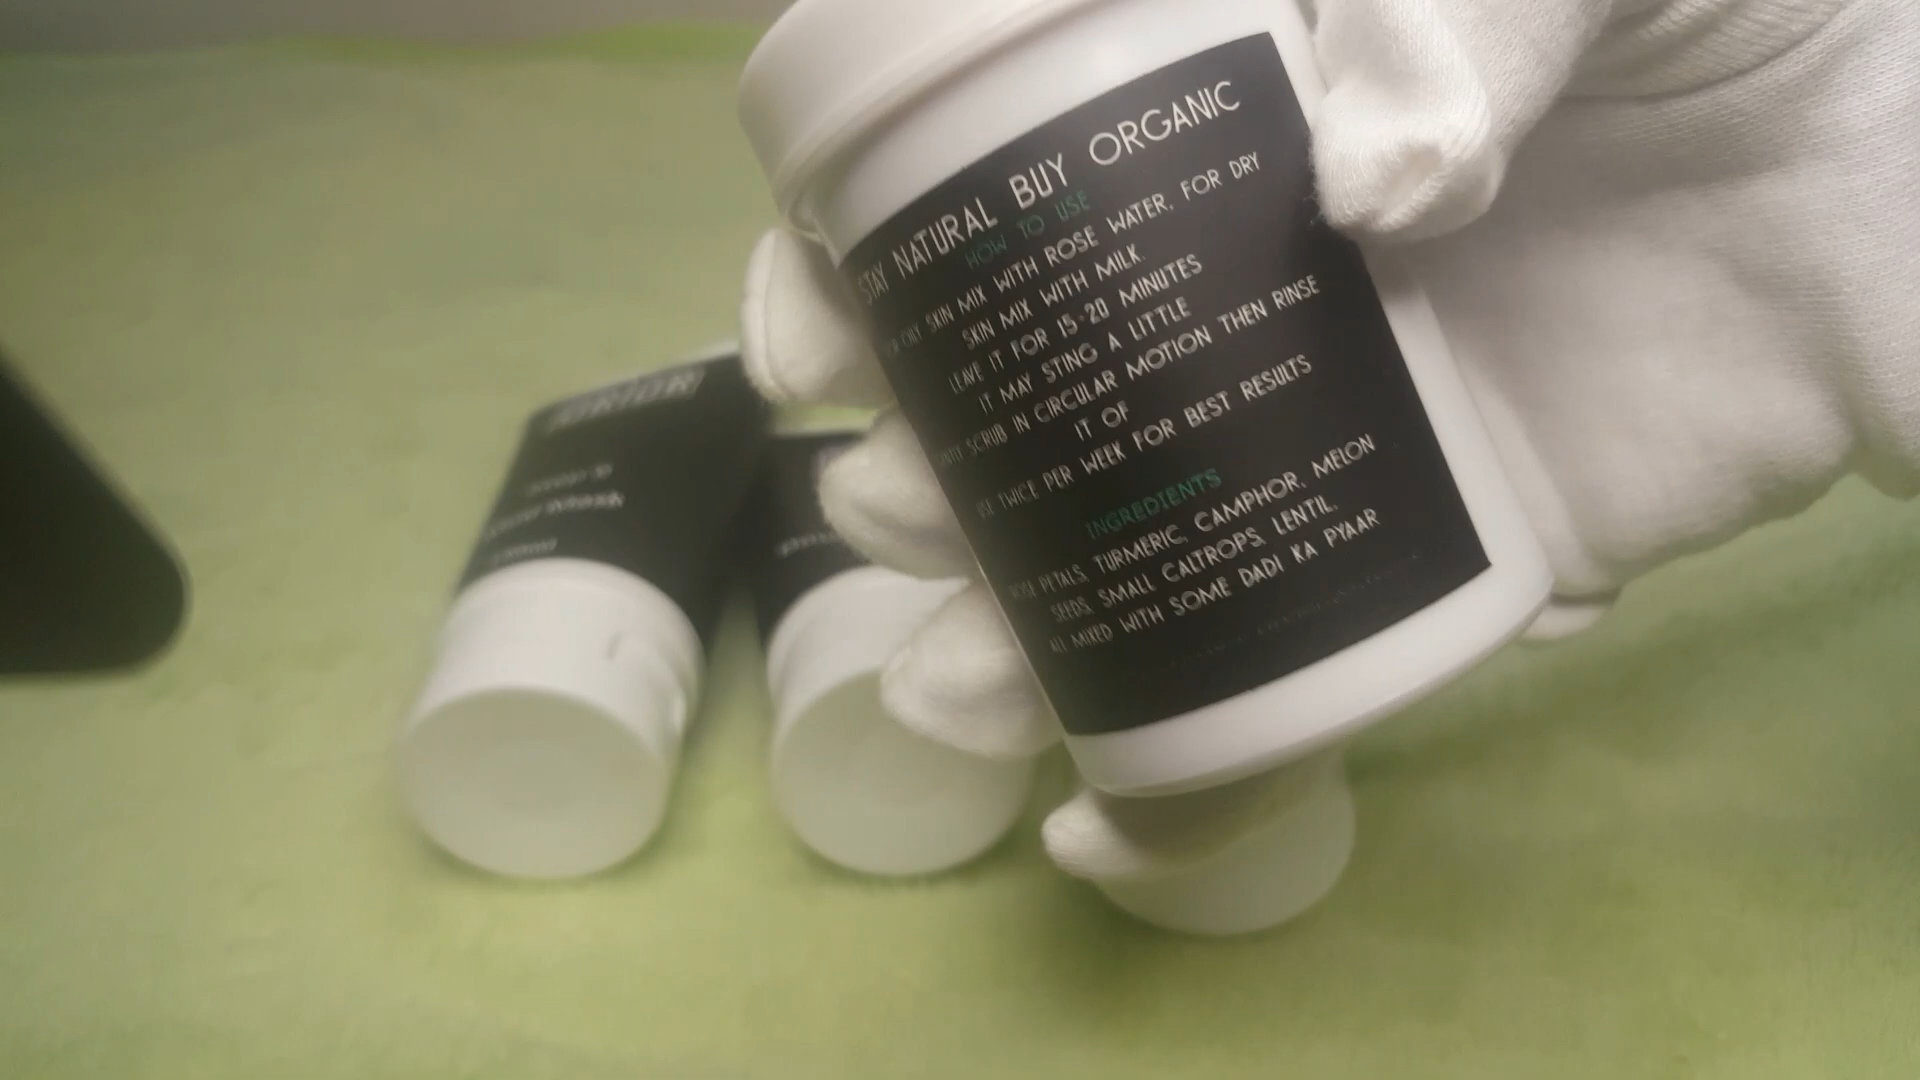 STAY NATURAL BUY ORGANIC
HOW TO USE
OILY SKIN MIX WITH ROSE WATER, FOR DRY
SKIN MIX WITH MILK.
LEAVE IT FOR 15-20 MINUTES
IT MAY STING A LITTLE
SCRUB IN CIRCULAR MOTION THEN RINSE
IT OF
USE TWICE PER WEEK FOR BEST RESULTS
INGREDIENTS
ROSE PETALS, TURMERIC, CAMPHOR, MELON
SEEDS, SMALL CALTROPS, LENTIL.
ALL MIXED WITH SOME DADI KA PYAAR